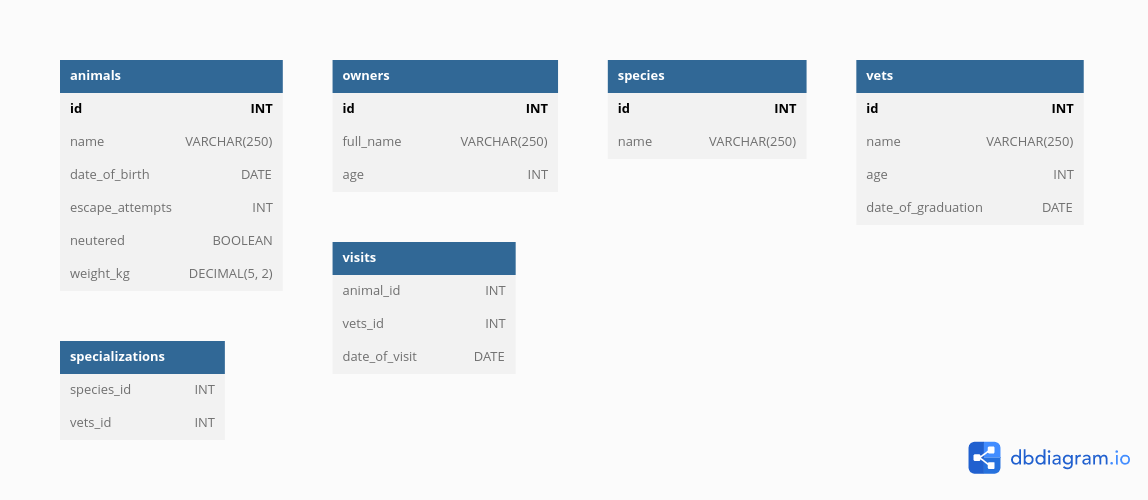 animals
id INT
name VARCHAR(250)
date_of_birth DATE
escape_attempts INT
neutered BOOLEAN
weight_kg DECIMAL(5, 2)
specializations
species_id INT
vets_id INT
owners
id INT
full_name VARCHAR(250)
age INT
visits
animal_id INT
vets_id INT
date_of_visit DATE
species
id INT
name VARCHAR(250)
vets
id INT
name VARCHAR(250)
age INT
date_of_graduation DATE
dbdiagram.io